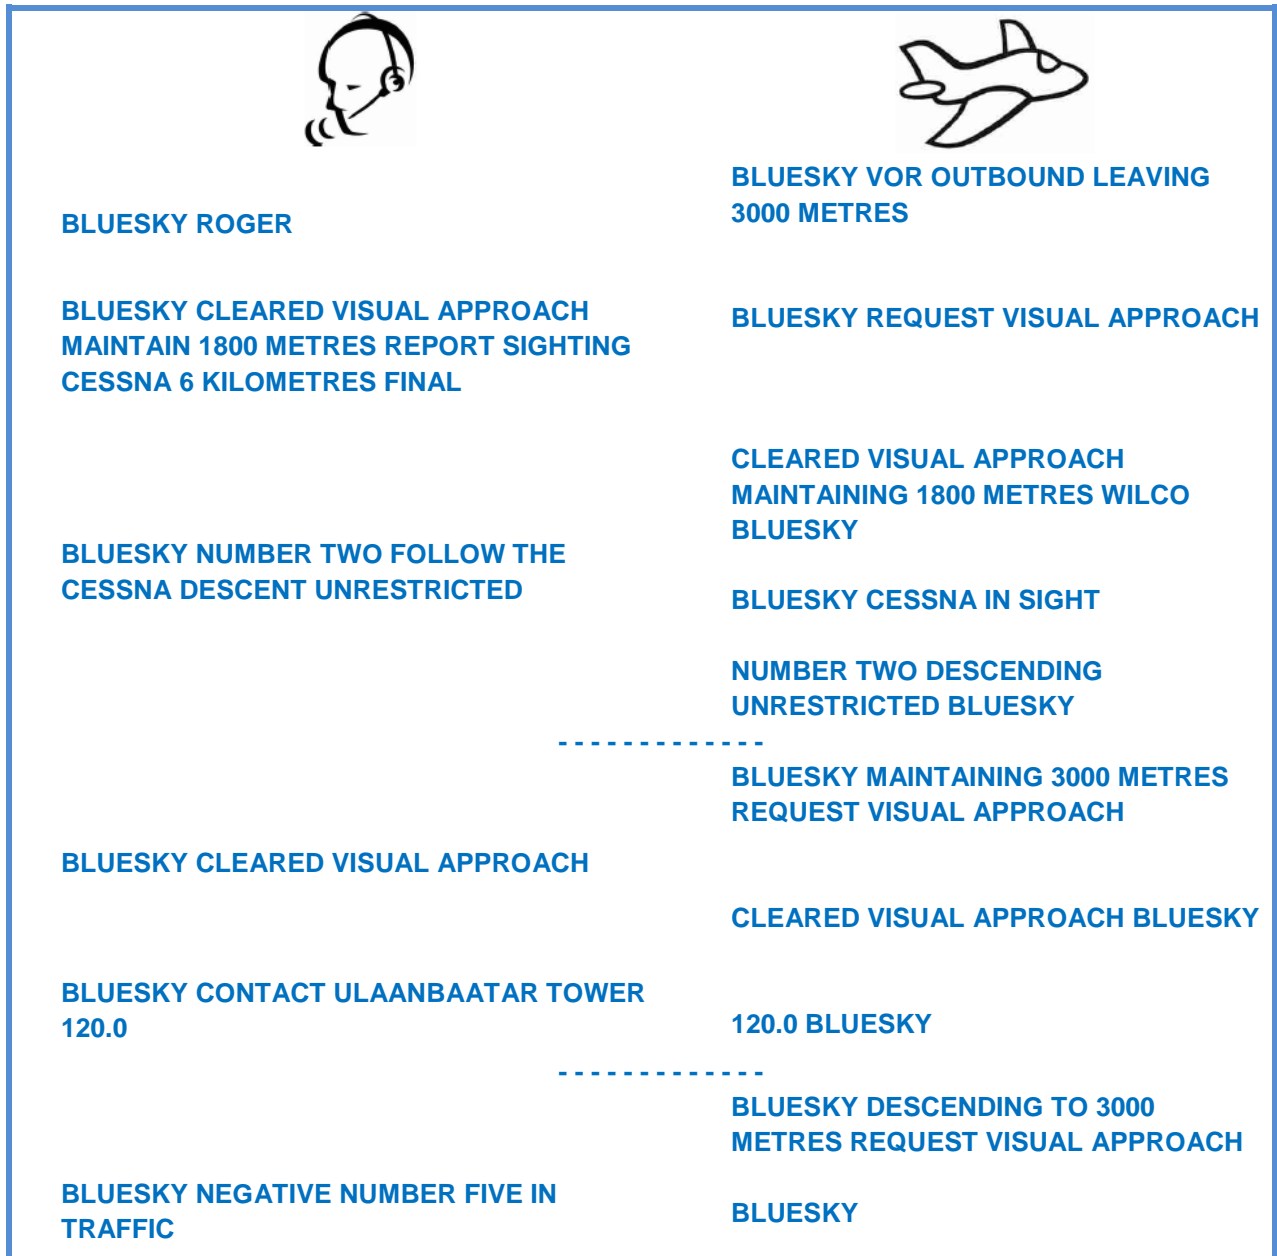 BLUESKY VOR OUTBOUND LEAVING
3000 METRES
BLUESKY ROGER
BLUESKY REQUEST VISUAL APPROACH
BLUESKY CLEARED VISUAL APPROACH
MAINTAIN 1800 METRES REPORT SIGHTING
CESSNA 6 KILOMETRES FINAL
CLEARED VISUAL APPROACH
MAINTAINING 1800 METRES WILCO
BLUESKY
BLUESKY CESSNA IN SIGHT
BLUESKY NUMBER TWO FOLLOW THE
CESSNA DESCENT UNRESTRICTED
NUMBER TWO DESCENDING
UNRESTRICTED BLUESKY
- - - - - - - - - - - - -
BLUESKY MAINTAINING 3000 METRES
REQUEST VISUAL APPROACH
BLUESKY CLEARED VISUAL APPROACH
CLEARED VISUAL APPROACH BLUESKY
BLUESKY CONTACT ULAANBAATAR TOWER
120.0
120.0 BLUESKY
- - - - - - - - - - - - -
BLUESKY DESCENDING TO 3000
METRES REQUEST VISUAL APPROACH
BLUESKY NEGATIVE NUMBER FIVE IN
TRAFFIC
BLUESKY